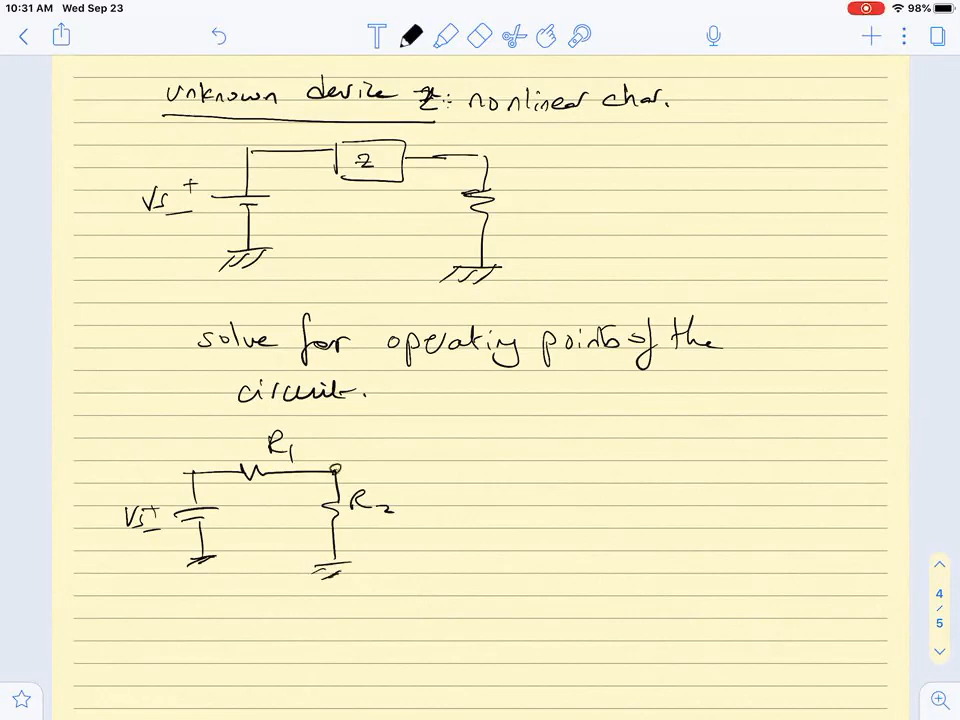 10:31 AM Wed Sep 23
98%
unknown device Z: nonlinear char.
Z
Vs +
solve for operating points of the
circuit.
R1
Vs +
R2
4
/
5